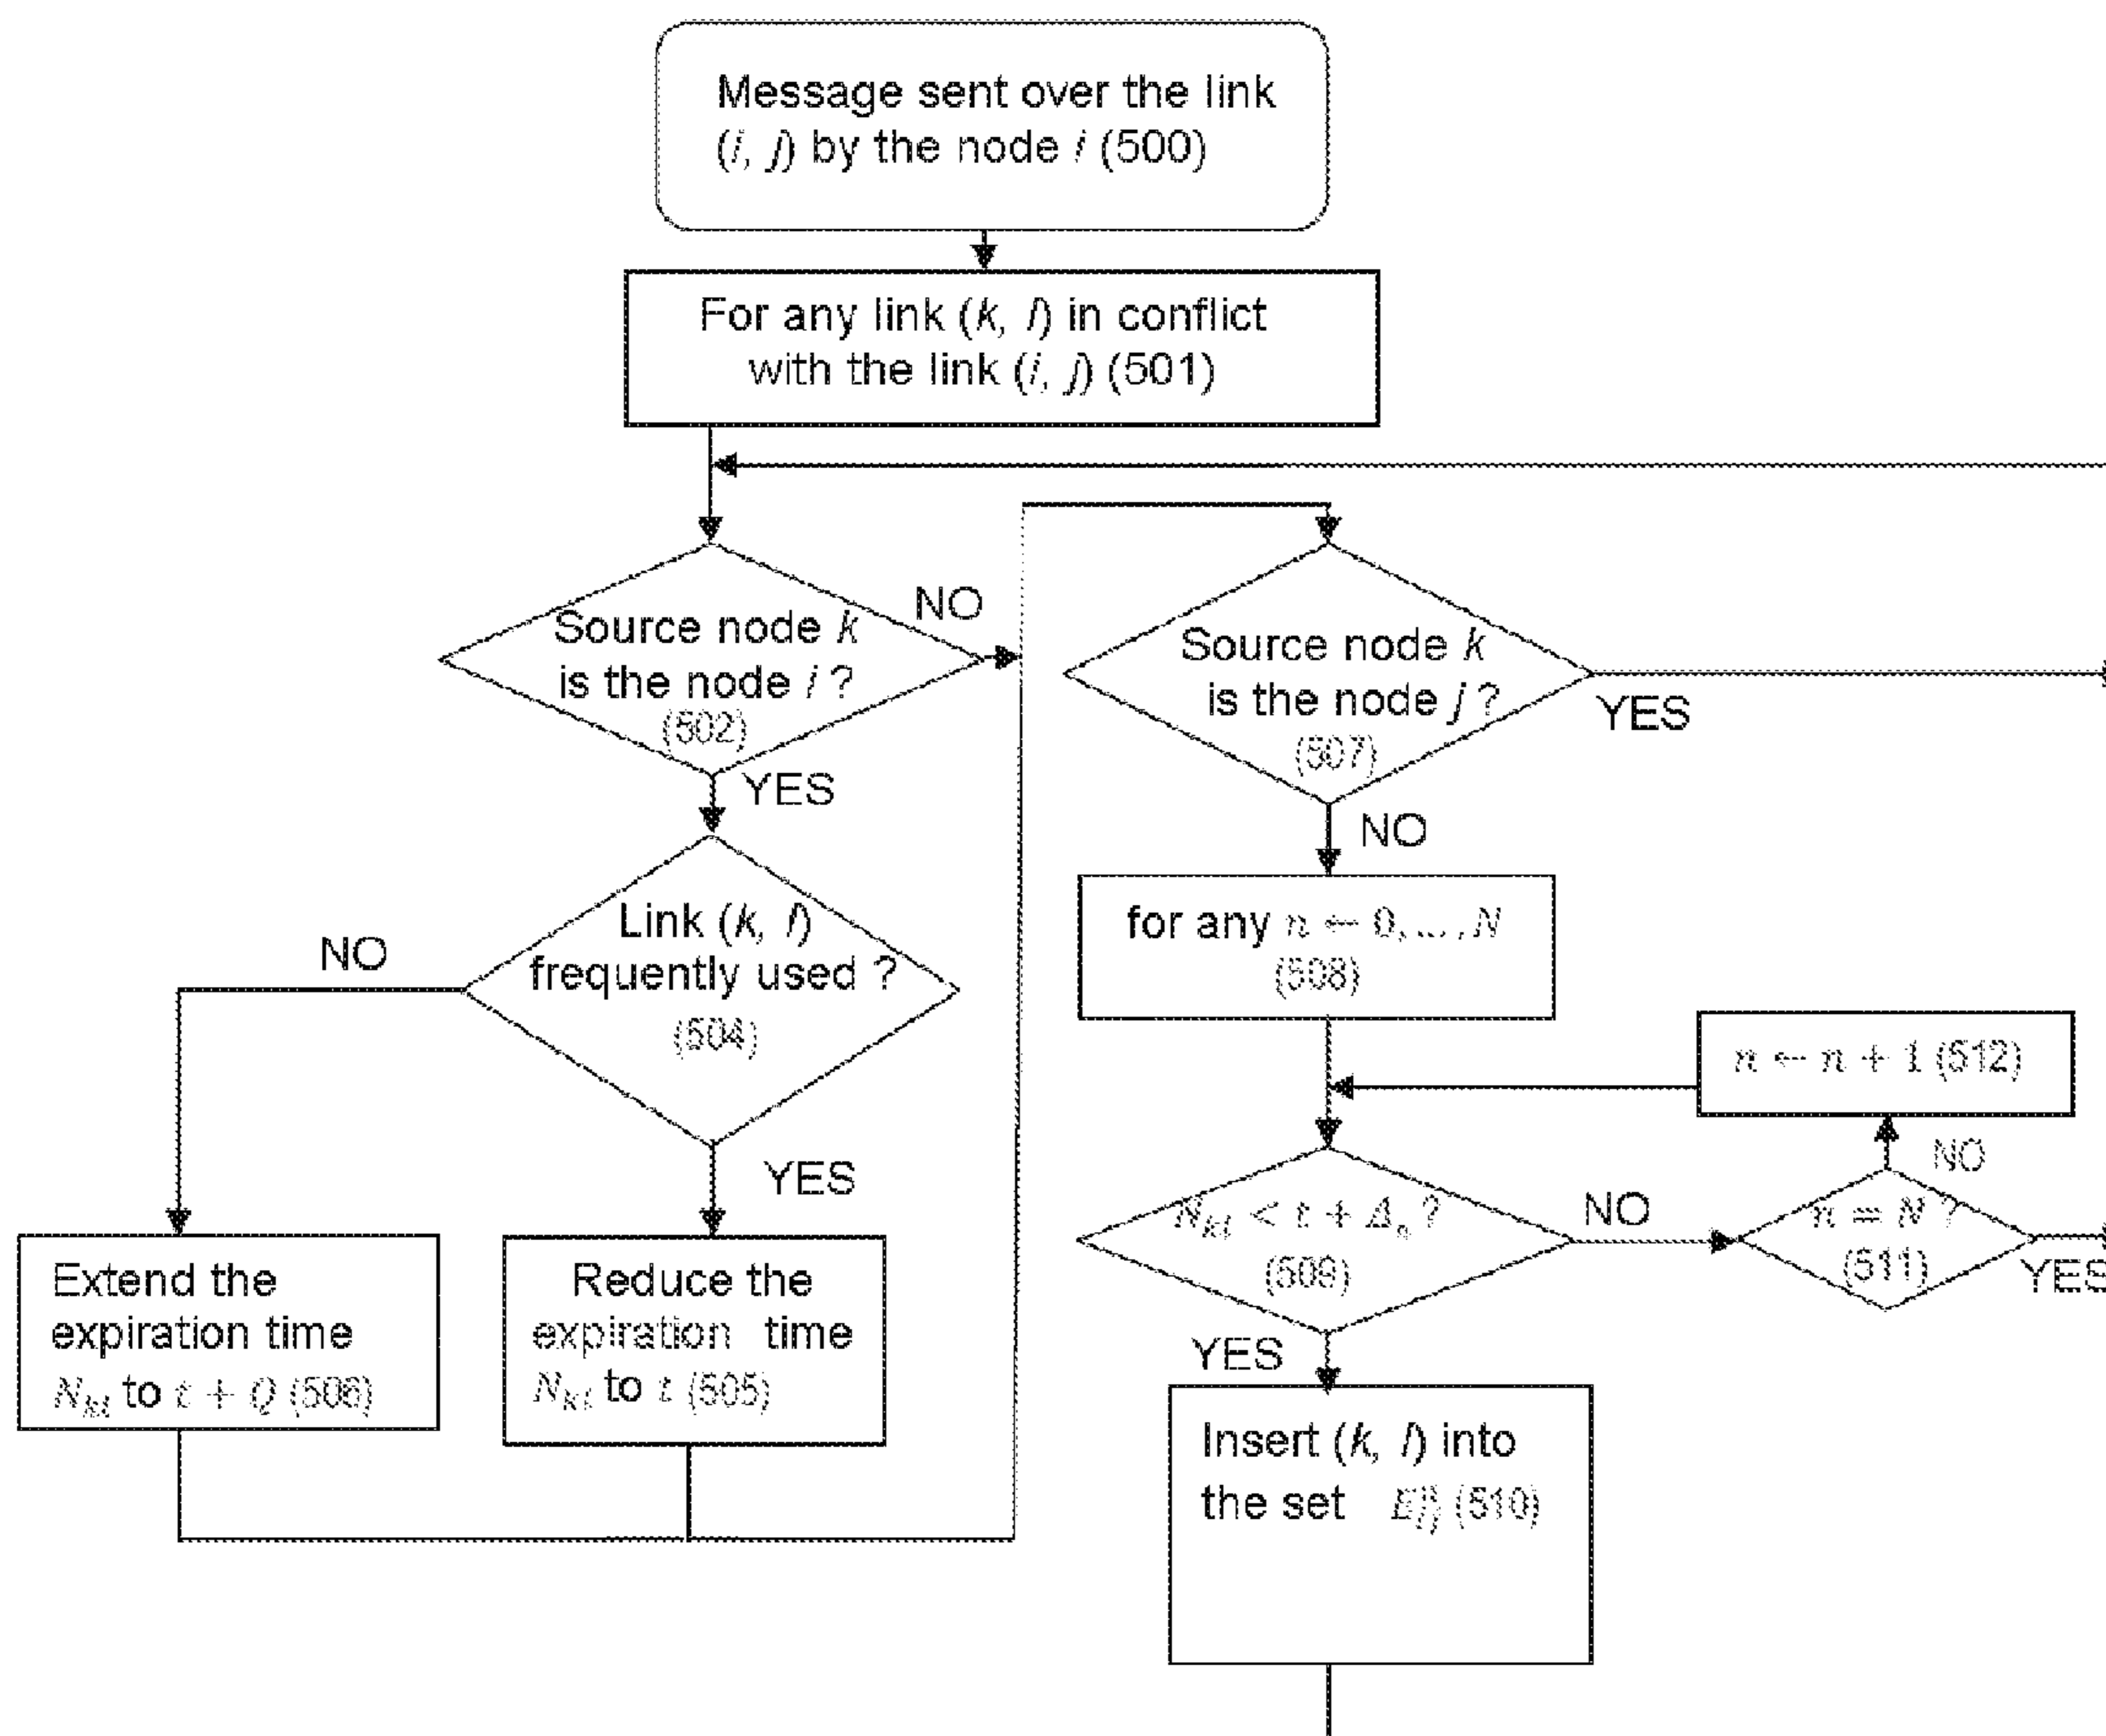 Message sent over the link
(i, j) by the node i (500)
For any link (k, l) in conflict
with the link (i, j) (501)
Source node k
is the node i ?
(502)
NO
YES
Source node k
is the node j ?
(507)
YES
NO
Link (k, l)
frequently used ?
(504)
NO
YES
for any n ← 0, ... , N
(508)
n ← n + 1 (512)
N_kl < t + Δ_n ?
(509)
NO
n = N ?
(511)
NO
YES
YES
Extend the
expiration time
N_kl to t + Q (506)
Reduce the
expiration time
N_kl to t (505)
Insert (k, l) into
the set (510)